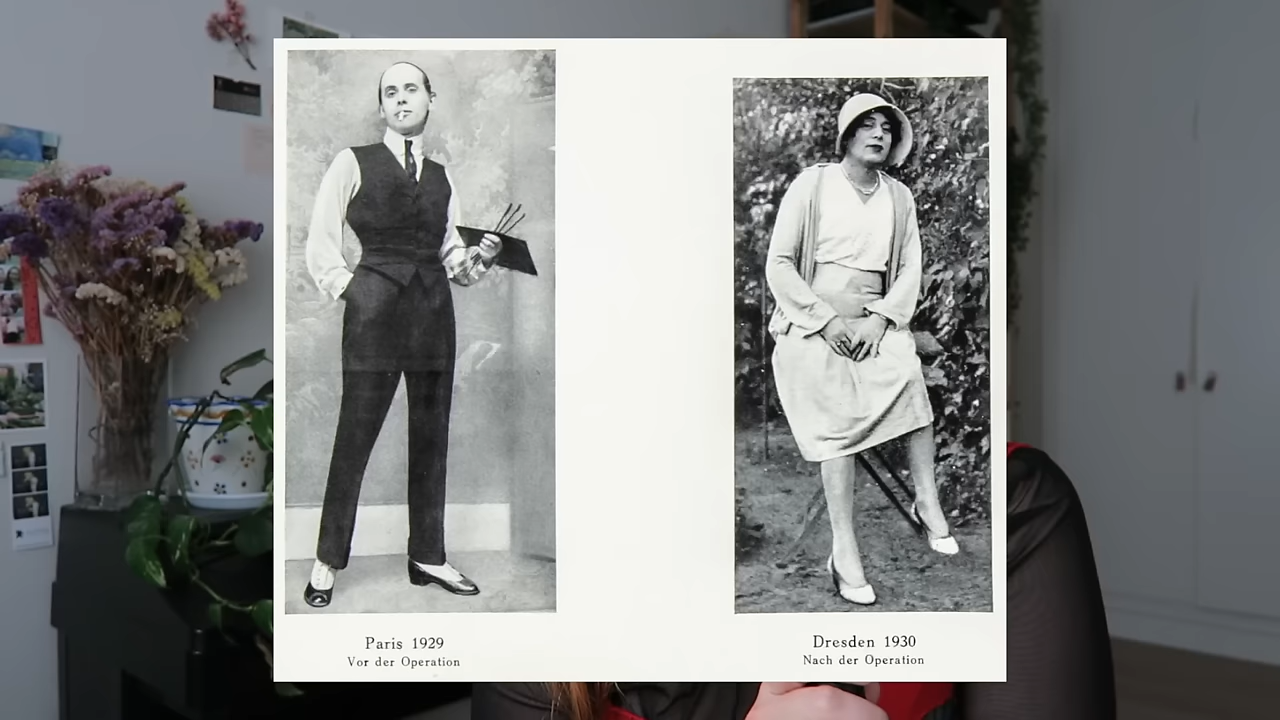 Paris 1929
Vor der Operation
Dresden 1930
Nach der Operation